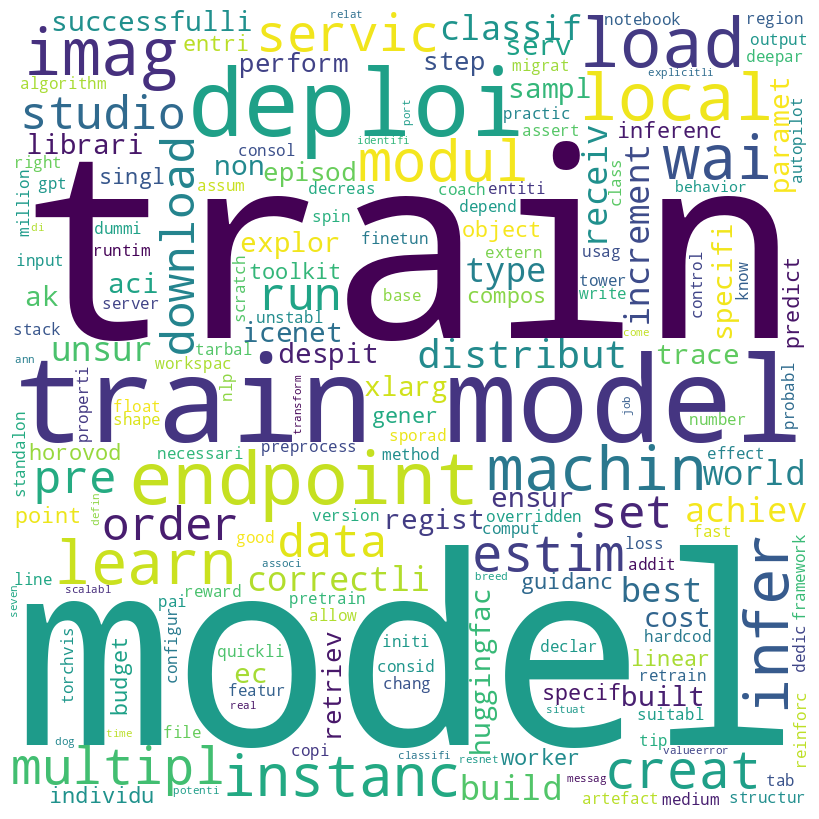 relat
successfulli
servic
classif
notebook
region
imag
entri
perform
step
serv
load
output
deepar
algorithm
migrat
explicitli
studio
deploi
sampl
local
port
practic
paramet
autopilot
librari
download
consol
identifi
assert
inferenc
right
non
episod
modul
receiv
wai
million
gpt
singl
assum
decreas
coach
entiti
class
behavior
di
dummi
spin
depend
train
input
runtim
explor
finetun
object
extern
increment
specifi
usag
control
tower
know
predict
aci
toolkit
run
base
type
compos
write
ak
server
scratch
stack
unstabl
icenet
unsur
tarbal
despit
distribut
trace
ann
workspac
nlp
transform
come
probabl
train model
properti
float
shape
xlarg
gener
sporad
job
number
standalon
horovod
necessari
preprocess
method
pre
endpoint
machin
world
point
defin
order
version
regist
ensur
overridden
comput
set
achiev
good
data
estim
loss
addit
fast
line
learn
associ
correctli
infer
seven
scalabl
pai
reward
pretrain
breed
guidanc
best
framework
allow
cost
dedic
configur
model
torchvis
budget
quickli
retriev
initi
consid
declar
hardcod
linear
ec
featur
chang
huggingfac
specif
built
retrain
real
situat
suitabl
reinforc
dog
time
file
copi
classifi
resnet
worker
tip
valueerror
multipl
instanc
build
messag
creat
tab
individu
potenti
artefact
medium
structur